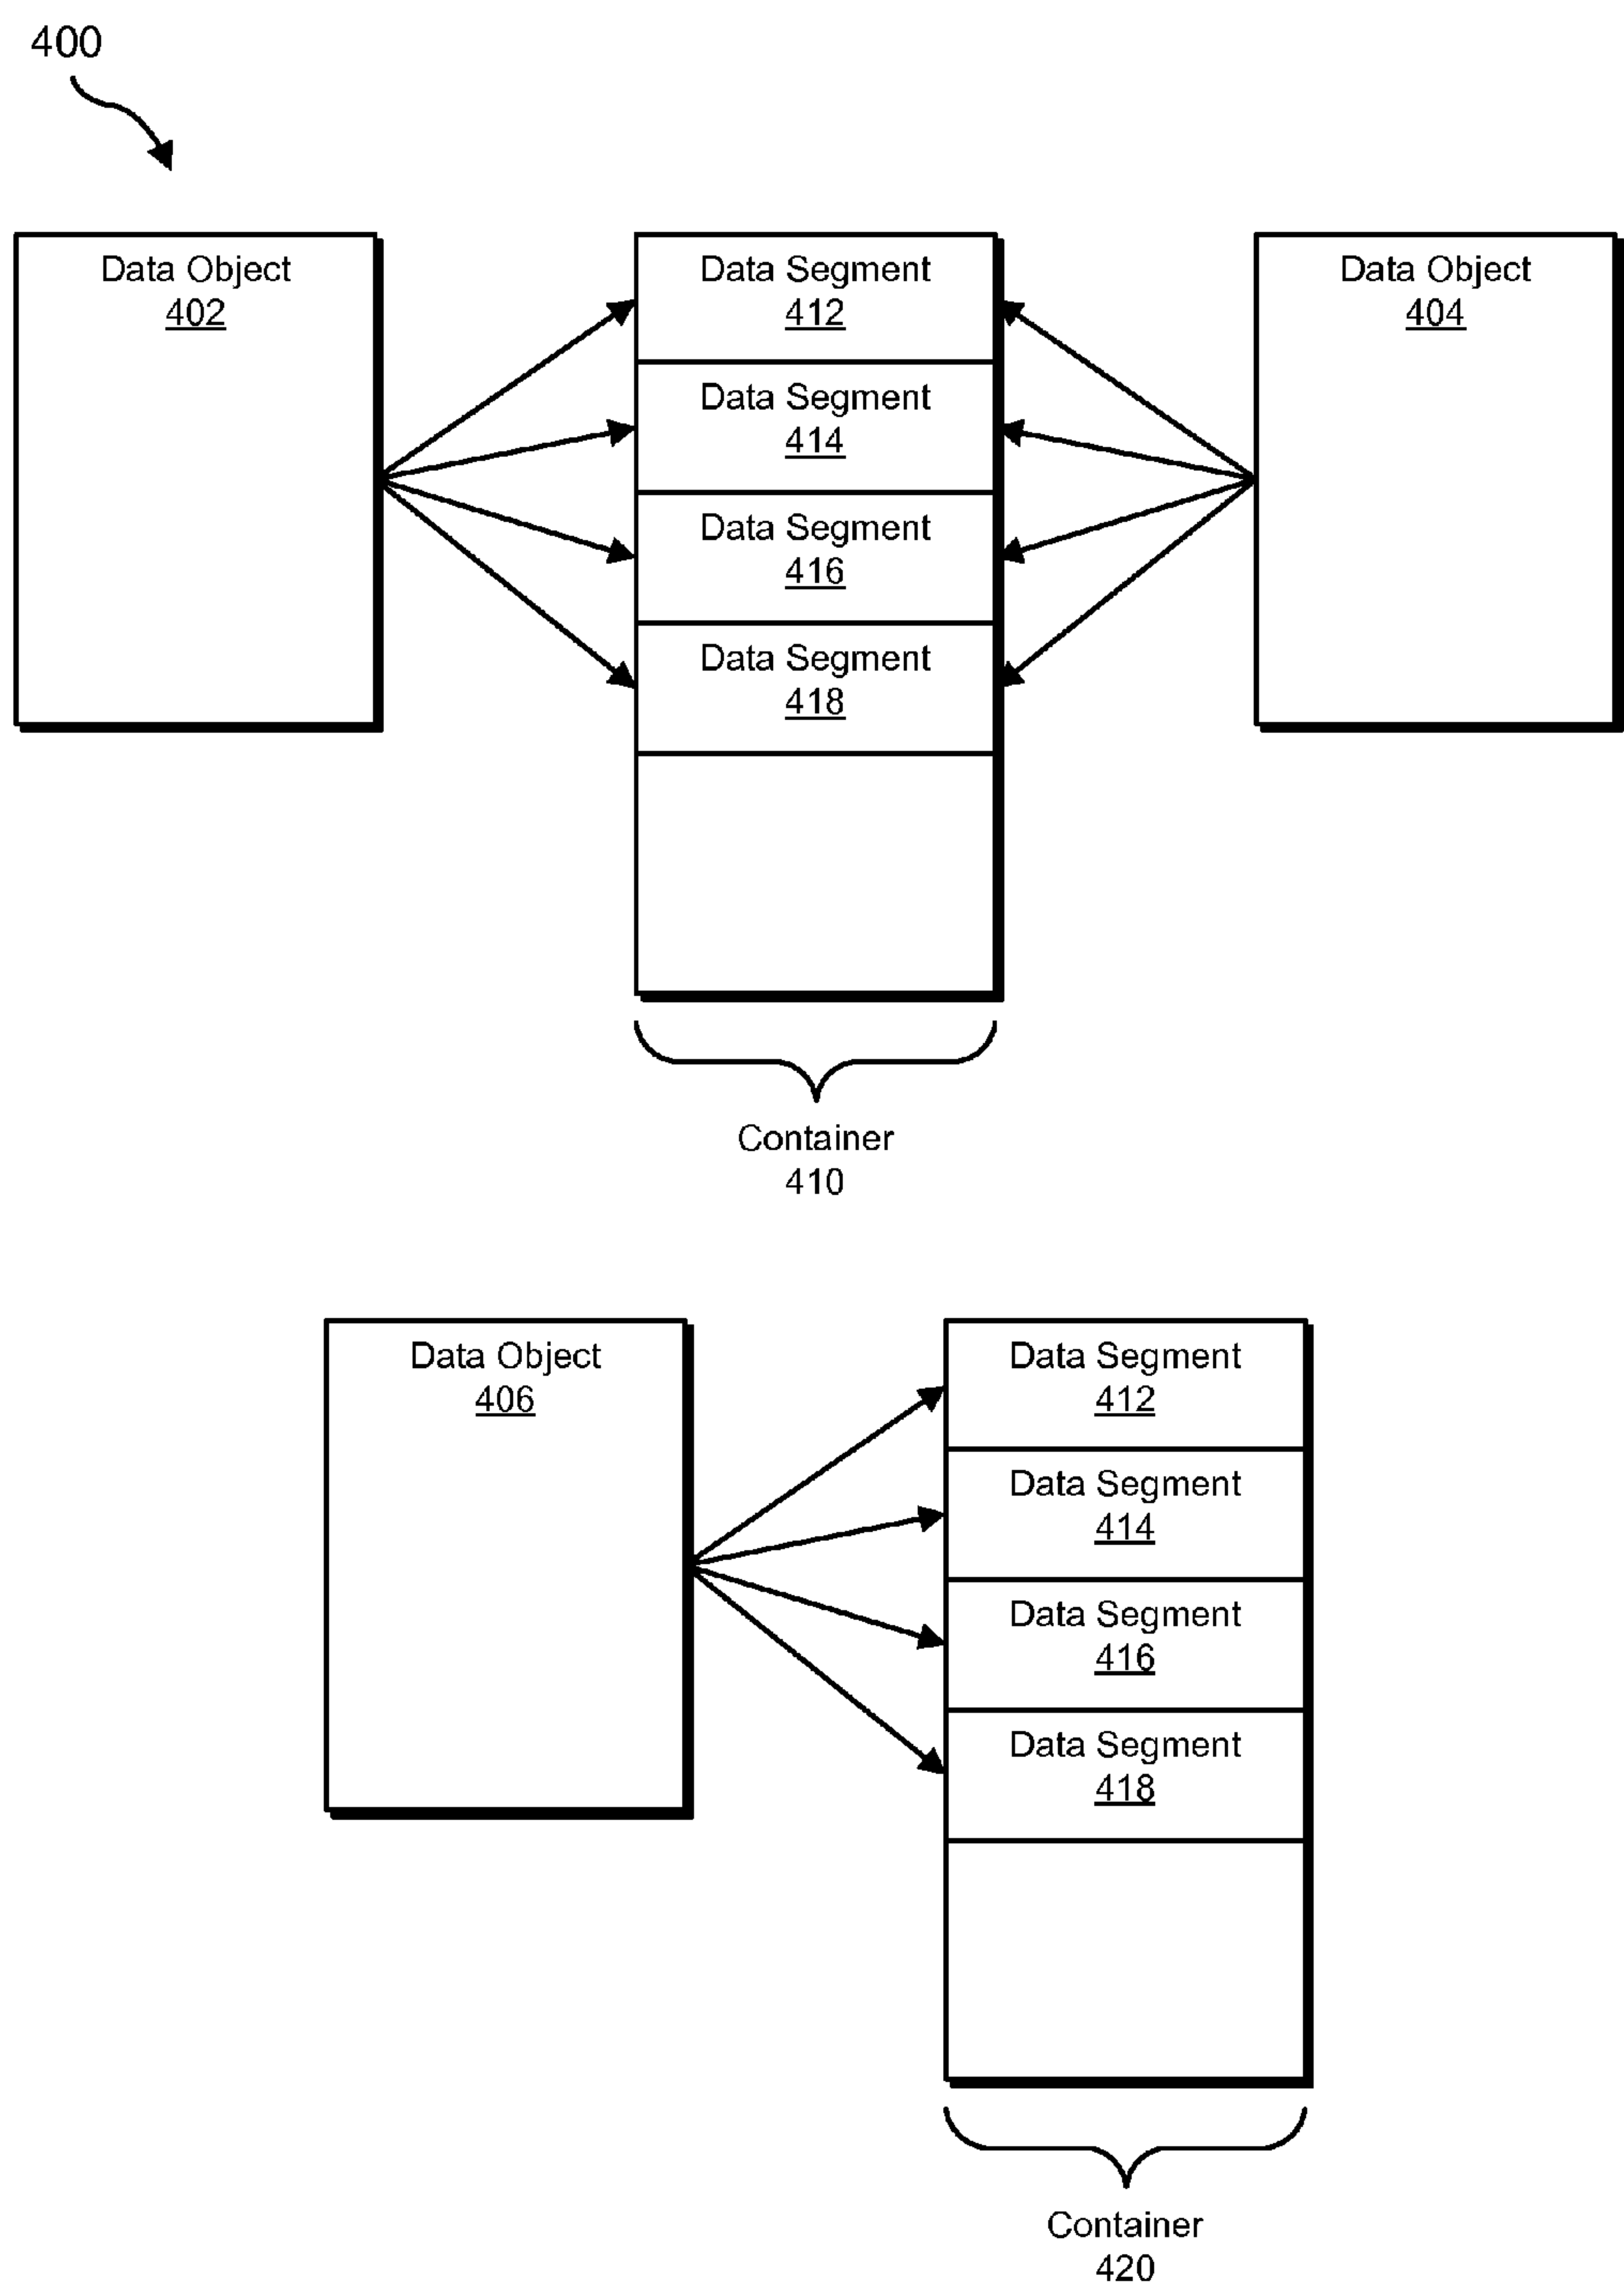 400
Data Object
402
Data Segment
412
Data Segment
414
Data Segment
416
Data Segment
418
Data Object
404
Container
410
Data Object
406
Data Segment
412
Data Segment
414
Data Segment
416
Data Segment
418
Container
420